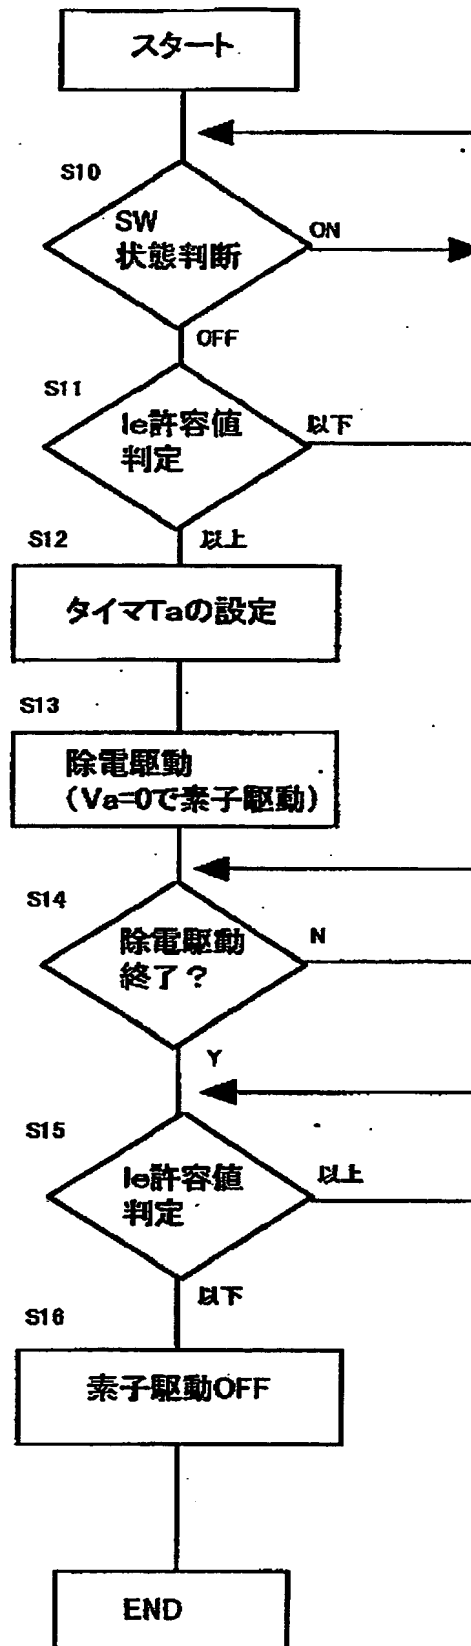 スタート
S10
SW
状態判断
ON
OFF
S11
Ie許容値
判定
以下
S12
以上
タイマTaの設定
S13
除電駆動
(Va=0で素子駆動)
S14
除電駆動
終了?
N
Y
S15
Ie許容値
判定
以上
以下
S16
素子駆動OFF
END